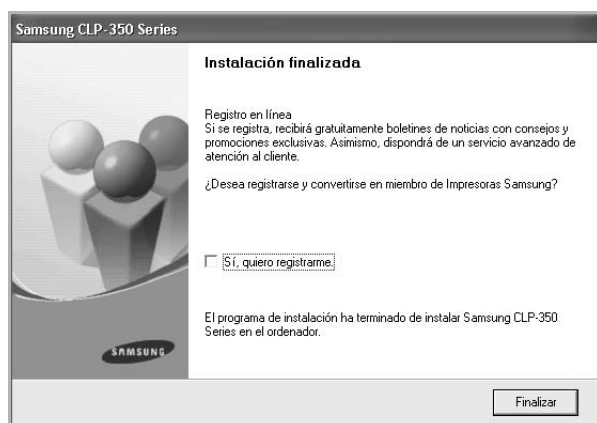 Samsung CLP-350 Series
Instalación finalizada
Registro en línea
Si se registra, recibirá gratuitamente boletines de noticias con consejos y
promociones exclusivas. Asimismo, dispondrá de un servicio avanzado de
atención al cliente.
¿Desea registrarse y convertirse en miembro de Impresoras Samsung?
Sí, quiero registrarme.
El programa de instalación ha terminado de instalar Samsung CLP-350
Series en el ordenador.
SAMSUNG
Finalizar